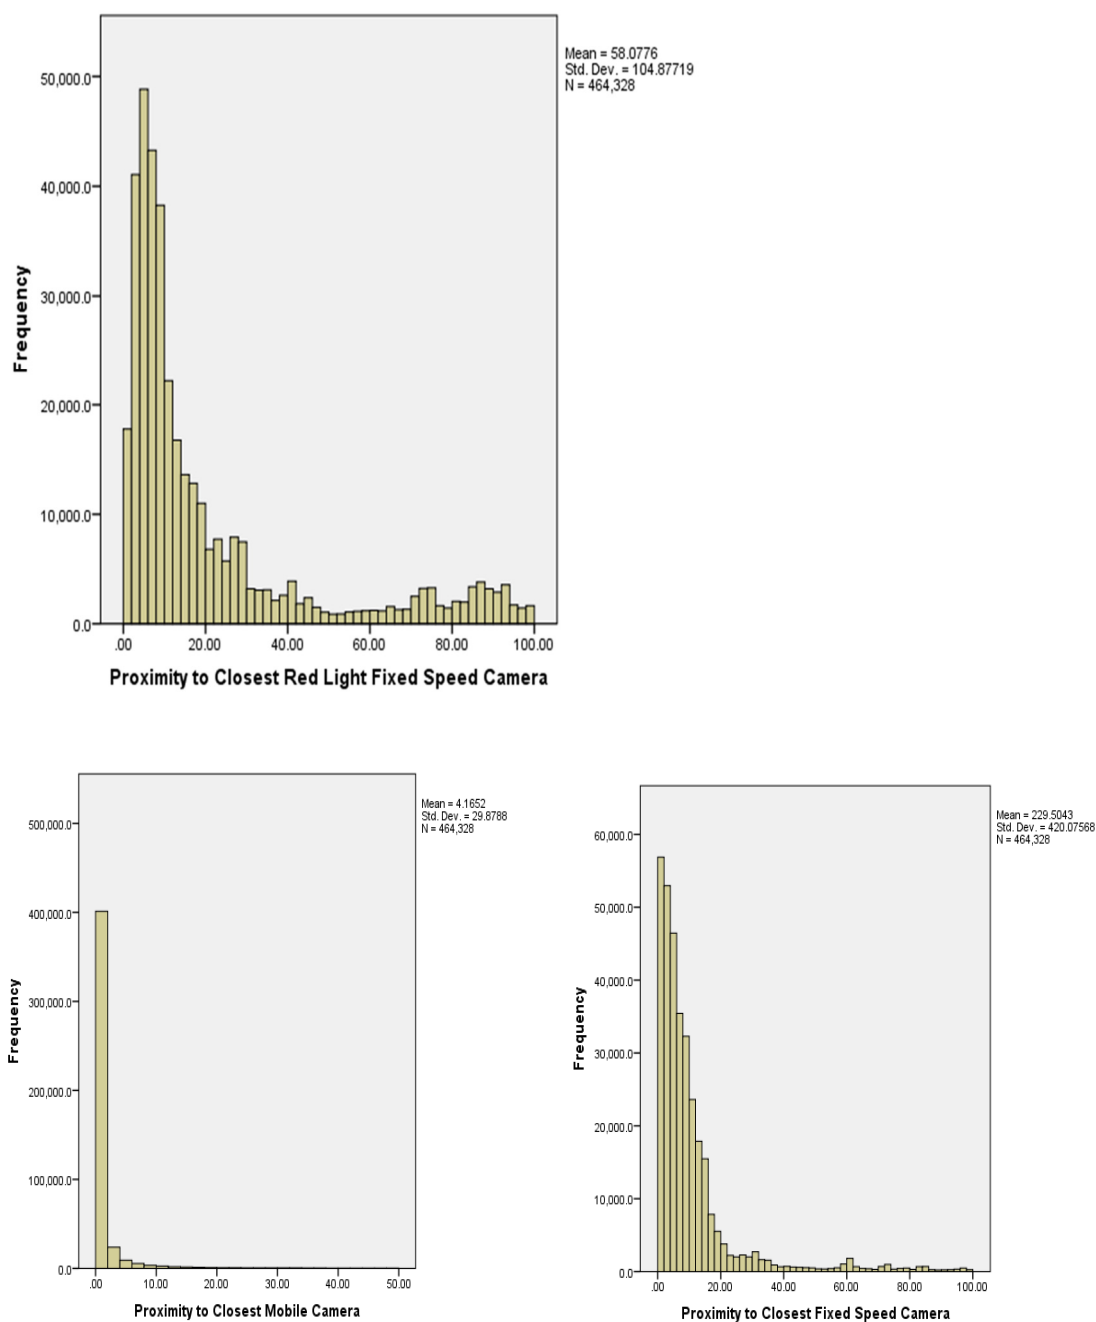 Mean = 58.0776
Std. Dev. = 104.87719
N = 464,328
50,000.0
40,000.0
30,000.0
20,000.0
10,000.0
0.0
Frequency
.00 20.00 40.00 60.00 80.00 100.00
Proximity to Closest Red Light Fixed Speed Camera
Mean = 4.1652
Std. Dev. = 29.8788
N = 464,328
500,000.0
400,000.0
300,000.0
200,000.0
100,000.0
0.0
Frequency
.00 10.00 20.00 30.00 40.00 50.00
Proximity to Closest Mobile Camera
Mean = 229.5043
Std. Dev. = 420.07568
N = 464,328
60,000.0
50,000.0
40,000.0
30,000.0
20,000.0
10,000.0
0.0
Frequency
.00 20.00 40.00 60.00 80.00 100.00
Proximity to Closest Fixed Speed Camera